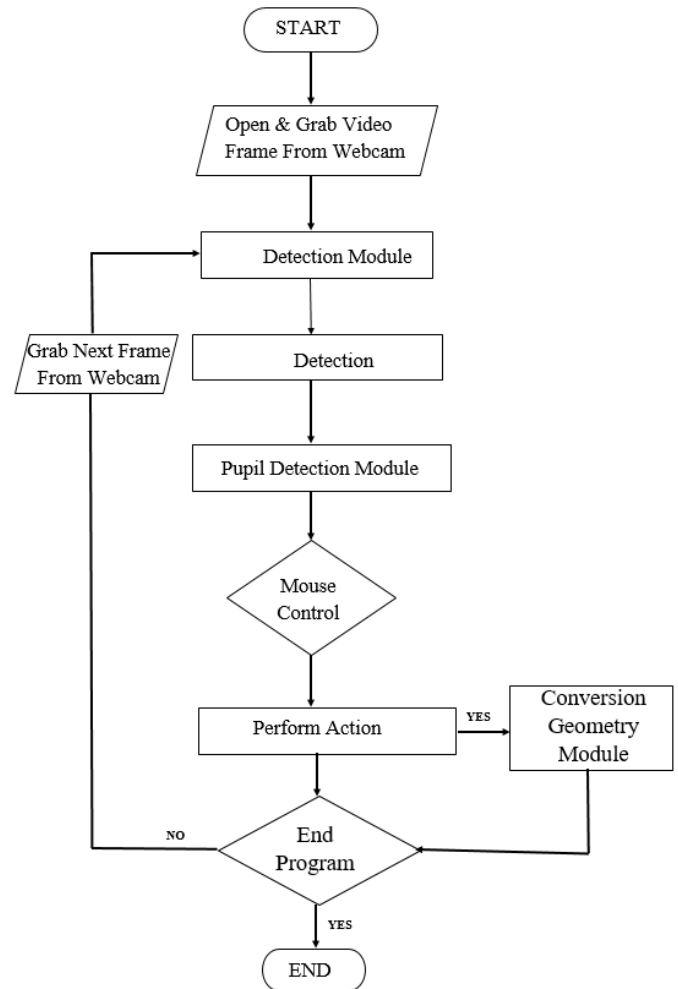 START
Open & Grab Video
Frame From Webcam
Detection Module
Grab Next Frame
From Webcam
Detection
Pupil Detection Module
Mouse
Control
Perform Action
YES
Conversion
Geometry
Module
NO
End
Program
YES
END